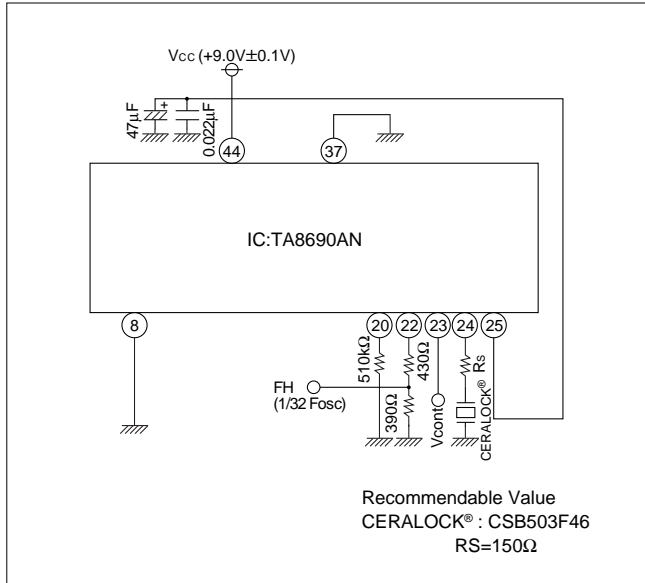 Vcc (+9.0V±0.1V)
47μF
+
0.022μF
44
37
IC:TA8690AN
8
20
22
23
24
25
510kΩ
430Ω
Rs
FH
(1/32 Fosc)
390Ω
Vcont
CERALOCK®
Recommendable Value
CERALOCK® : CSB503F46
RS=150Ω